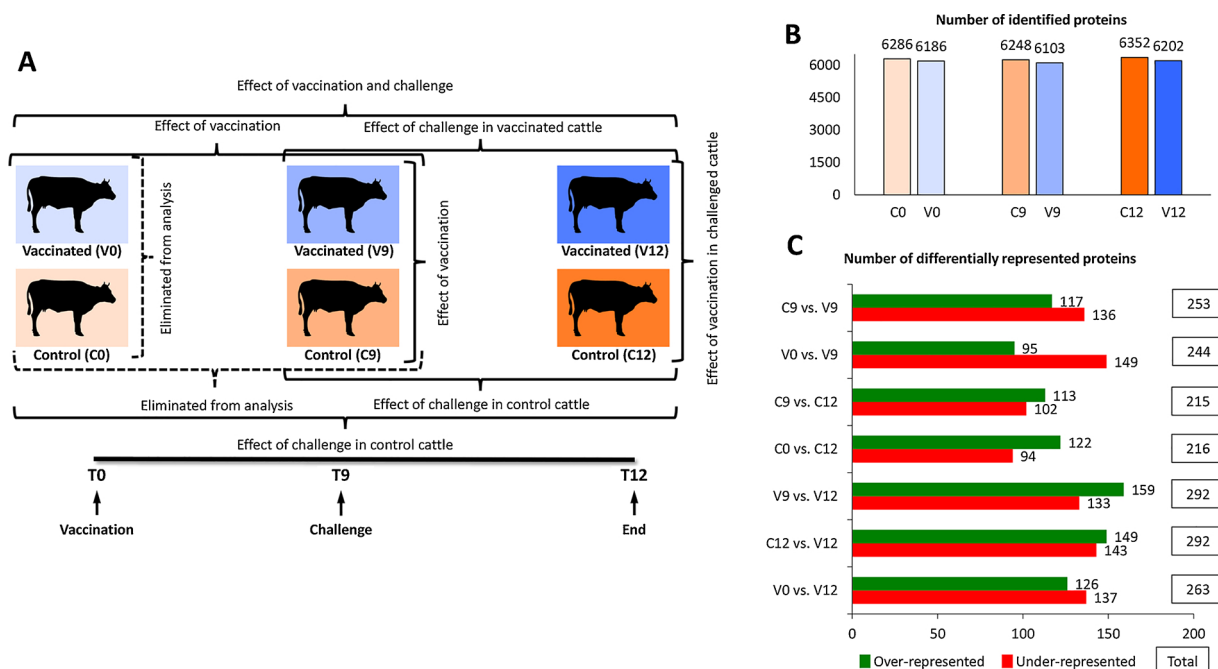 A
Effect of vaccination and challenge
Effect of vaccination
Effect of challenge in vaccinated cattle
Vaccinated (V0)
Vaccinated (V9)
Vaccinated (V12)
Control (C0)
Control (C9)
Control (C12)
Eliminated from analysis
Effect of vaccination
Effect of vaccination in challenged cattle
Eliminated from analysis
Effect of challenge in control cattle
Effect of challenge in control cattle
T0
T9
T12
Vaccination
Challenge
End
B
Number of identified proteins
6286 6186
6248 6103
6352 6202
6000
4500
3000
1500
0
C0 V0
C9 V9
C12 V12
C
Number of differentially represented proteins
C9 vs. V9 117 136 253
V0 vs. V9 95 149 244
C9 vs. C12 113 102 215
C0 vs. C12 122 94 216
V9 vs. V12 159 133 292
C12 vs. V12 149 143 292
V0 vs. V12 126 137 263
0 50 100 150 200
Over-represented Under-represented Total